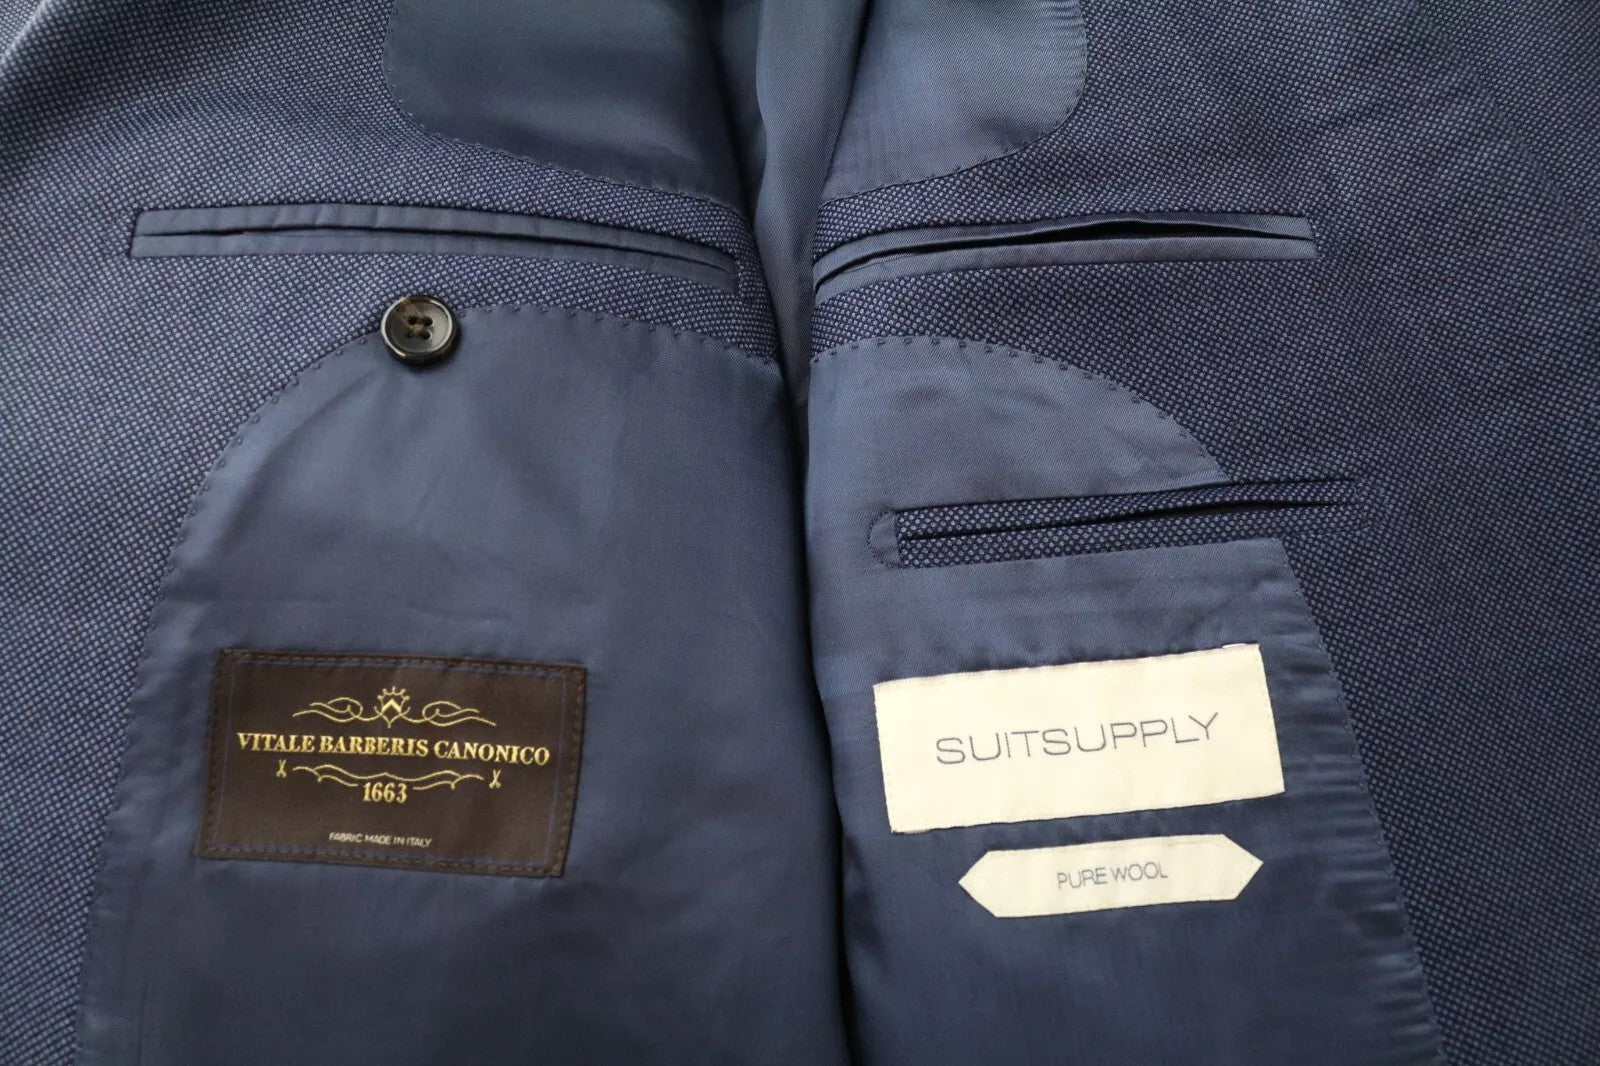 VITALE BARBERIS CANONICO
1663
FABRIC MADE IN ITALY
SUITSUPPLY
PURE WOOL